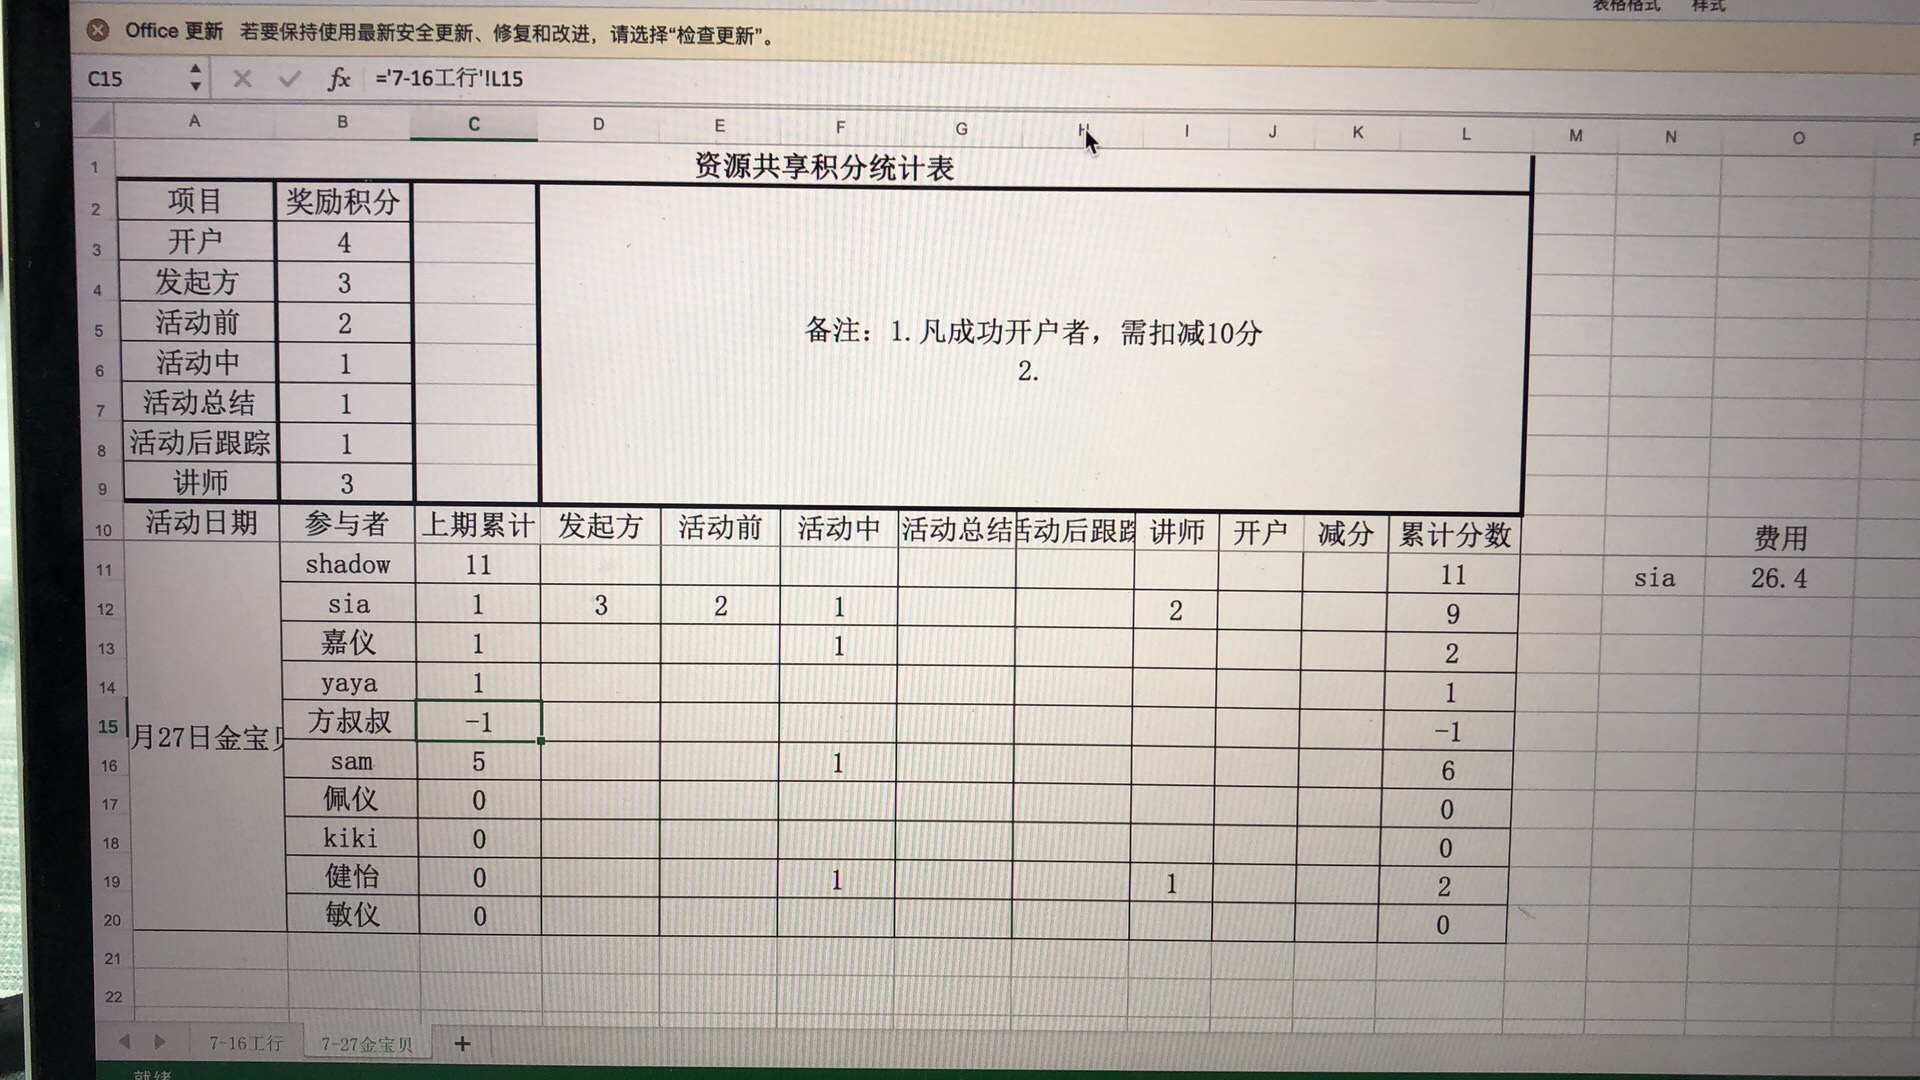 表格格式 样式
Office 更新 若要保持使用最新安全更新、修复和改进，请选择“检查更新”。
C15 fx ='7-16工行'!L15
A B C D E F G H I J K L M N O
1 资源共享积分统计表
2 项目 奖励积分
3 开户 4
4 发起方 3
5 活动前 2
备注：1.凡成功开户者，需扣减10分
6 活动中 1
2.
7 活动总结 1
8 活动后跟踪 1
9 讲师 3
10 活动日期 参与者 上期累计 发起方 活动前 活动中 活动总结 活动后跟踪 讲师 开户 减分 累计分数 费用
11 shadow 11 11 sia 26.4
12 sia 1 3 2 1 2 9
13 嘉仪 1 1 2
14 yaya 1 1
15 月27日金宝贝 方叔叔 -1 -1
16 sam 5 1 6
17 佩仪 0 0
18 kiki 0 0
19 健怡 0 1 1 2
20 敏仪 0 0
21
22
7-16工行 7-27金宝贝 +
就绪